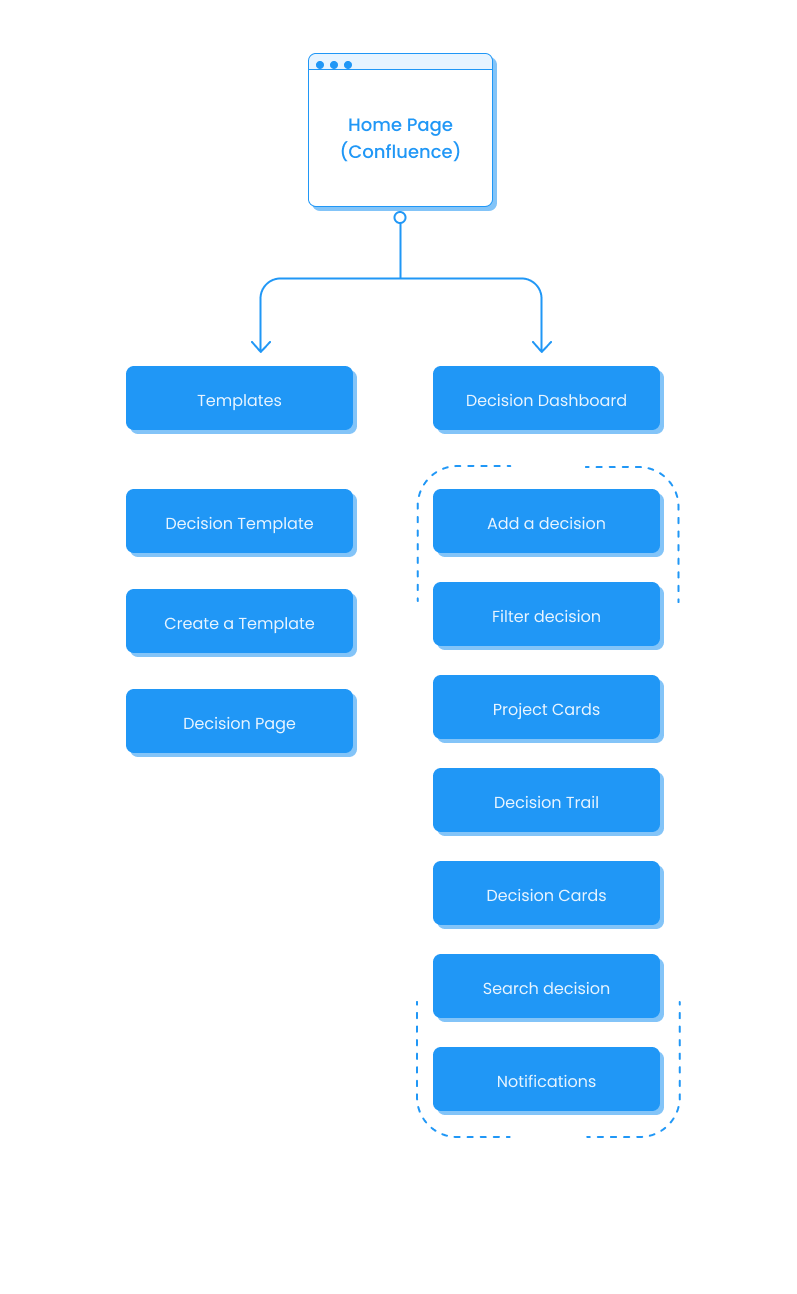 Home Page
(Confluence)
Templates
Decision Dashboard
Decision Template
Create a Template
Decision Page
Add a decision
Filter decision
Project Cards
Decision Trail
Decision Cards
Search decision
Notifications